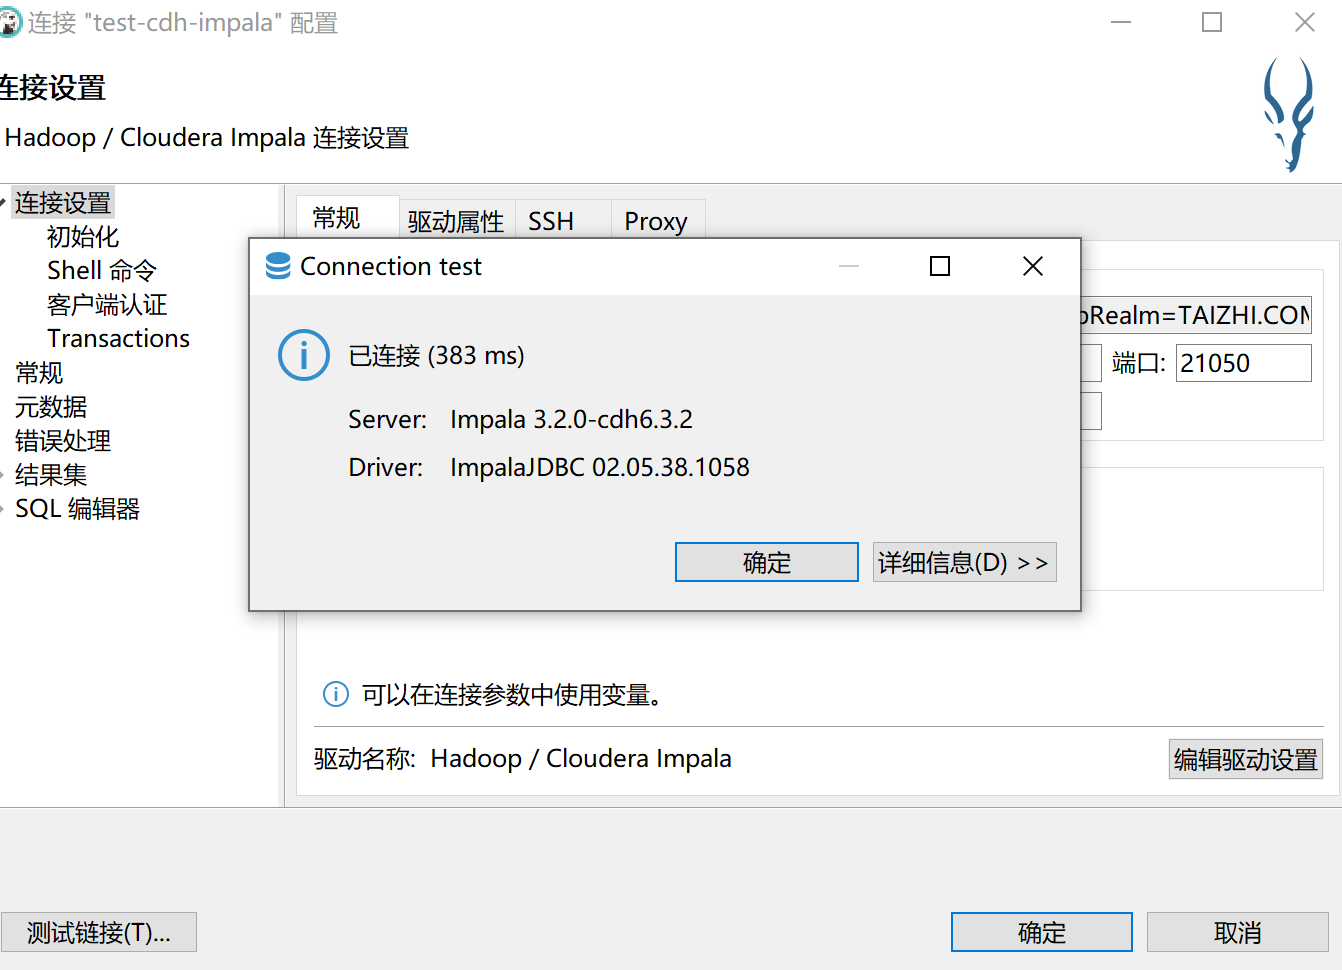 连接 "test-cdh-impala" 配置
连接设置
Hadoop / Cloudera Impala 连接设置
连接设置
初始化
Shell 命令
客户端认证
Transactions
常规
元数据
错误处理
结果集
SQL 编辑器
常规 驱动属性 SSH Proxy
Realm=TAIZHI.COM
端口: 21050
Connection test
已连接 (383 ms)
Server: Impala 3.2.0-cdh6.3.2
Driver: ImpalaJDBC 02.05.38.1058
确定 详细信息(D) >>
可以在连接参数中使用变量。
驱动名称: Hadoop / Cloudera Impala
编辑驱动设置
测试链接(T)...
确定 取消